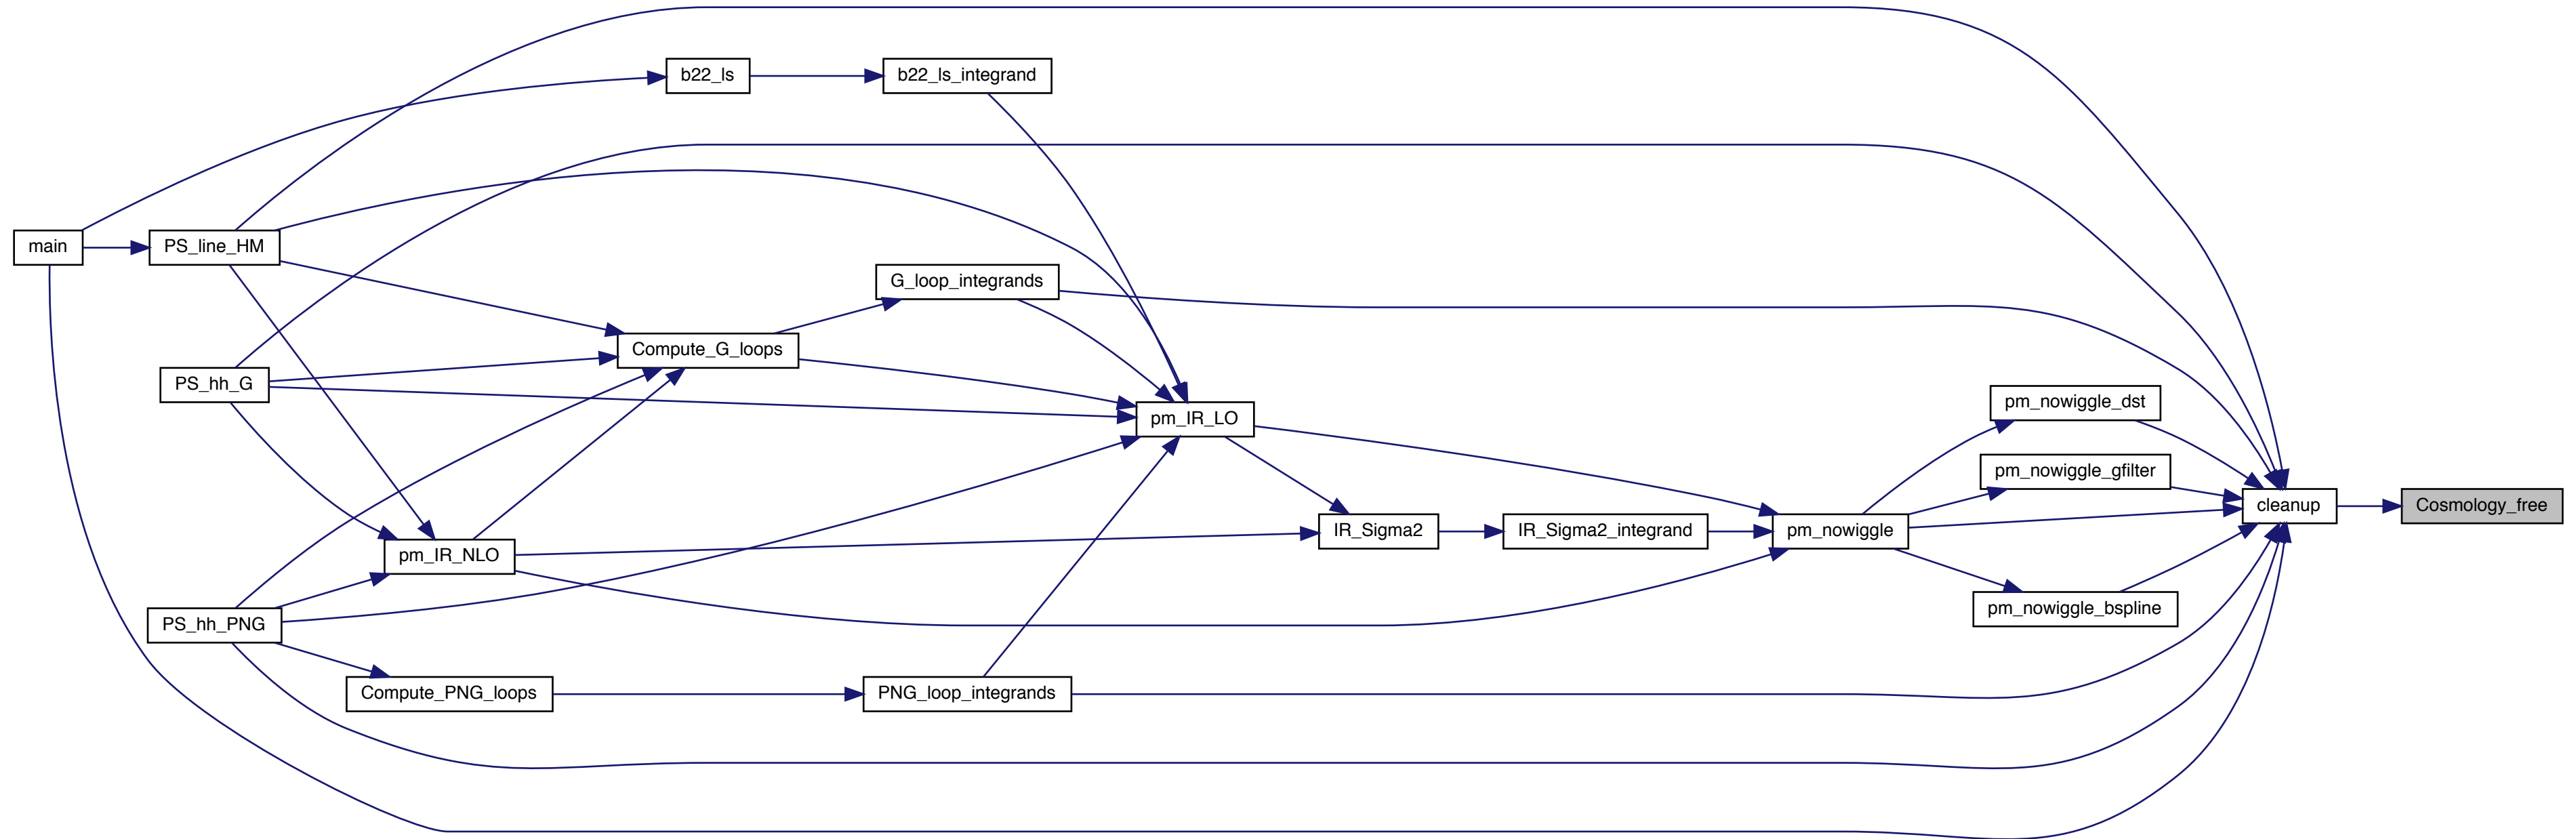 b22_ls
b22_ls_integrand
main
PS_line_HM
G_loop_integrands
Compute_G_loops
PS_hh_G
pm_IR_LO
pm_nowiggle_dst
pm_nowiggle_gfilter
cleanup
Cosmology_free
IR_Sigma2
IR_Sigma2_integrand
pm_nowiggle
pm_IR_NLO
pm_nowiggle_bspline
PS_hh_PNG
Compute_PNG_loops
PNG_loop_integrands